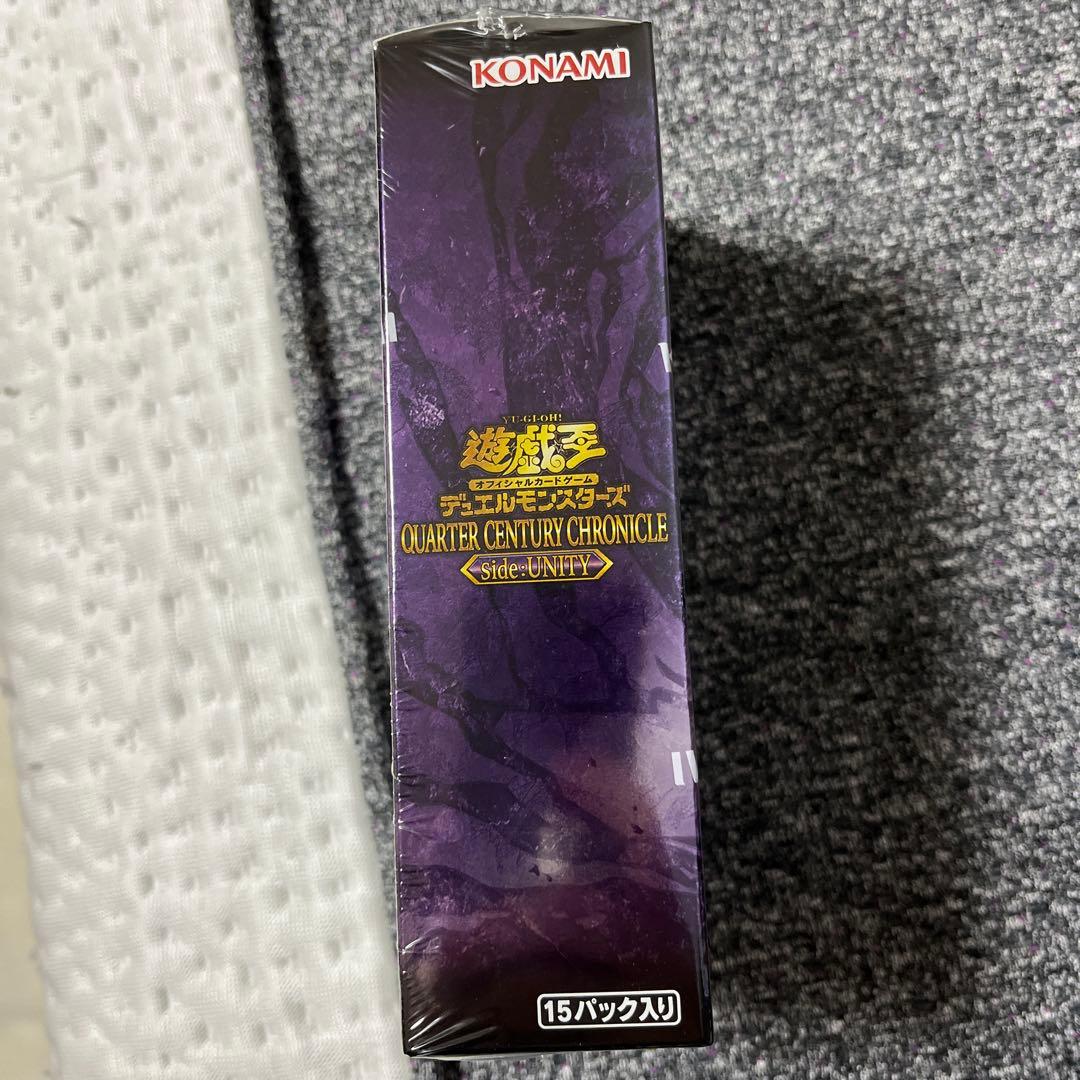 KONAMI
YU-GI-OH!
遊戯王
オフィシャルカードゲーム
デュエルモンスターズ
QUARTER CENTURY CHRONICLE
side:UNITY
IV
15パック入り